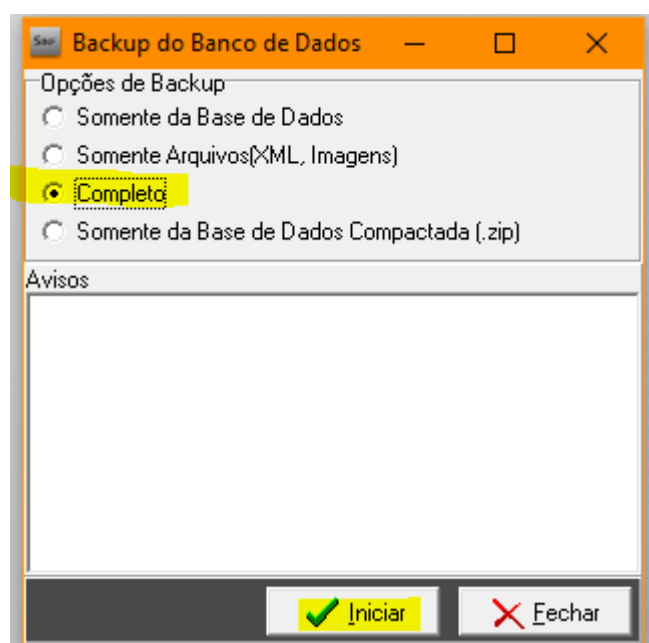 Backup do Banco de Dados
Opções de Backup
Somente da Base de Dados
Somente Arquivos(XML, Imagens)
Completo
Somente da Base de Dados Compactada (.zip)
Avisos
Iniciar
Fechar